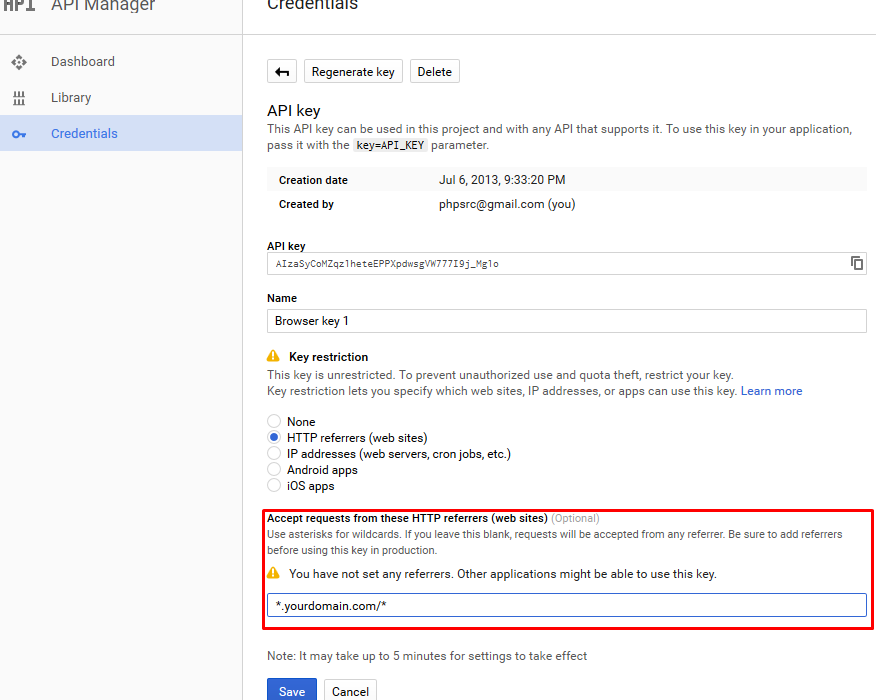 API API Manager
Credentials
Dashboard
Library
Credentials
Regenerate key
Delete
API key
This API key can be used in this project and with any API that supports it. To use this key in your application,
pass it with the key=API_KEY parameter.
Creation date Jul 6, 2013, 9:33:20 PM
Created by phpsrc@gmail.com (you)
API key
AIzaSyCoMZqzlheteEPPXpdwsgVW777I9j_Mglo
Name
Browser key 1
Key restriction
This key is unrestricted. To prevent unauthorized use and quota theft, restrict your key.
Key restriction lets you specify which web sites, IP addresses, or apps can use this key. Learn more
None
HTTP referrers (web sites)
IP addresses (web servers, cron jobs, etc.)
Android apps
iOS apps
Accept requests from these HTTP referrers (web sites) (Optional)
Use asterisks for wildcards. If you leave this blank, requests will be accepted from any referrer. Be sure to add referrers
before using this key in production.
You have not set any referrers. Other applications might be able to use this key.
*.yourdomain.com/*
Note: It may take up to 5 minutes for settings to take effect
Save
Cancel